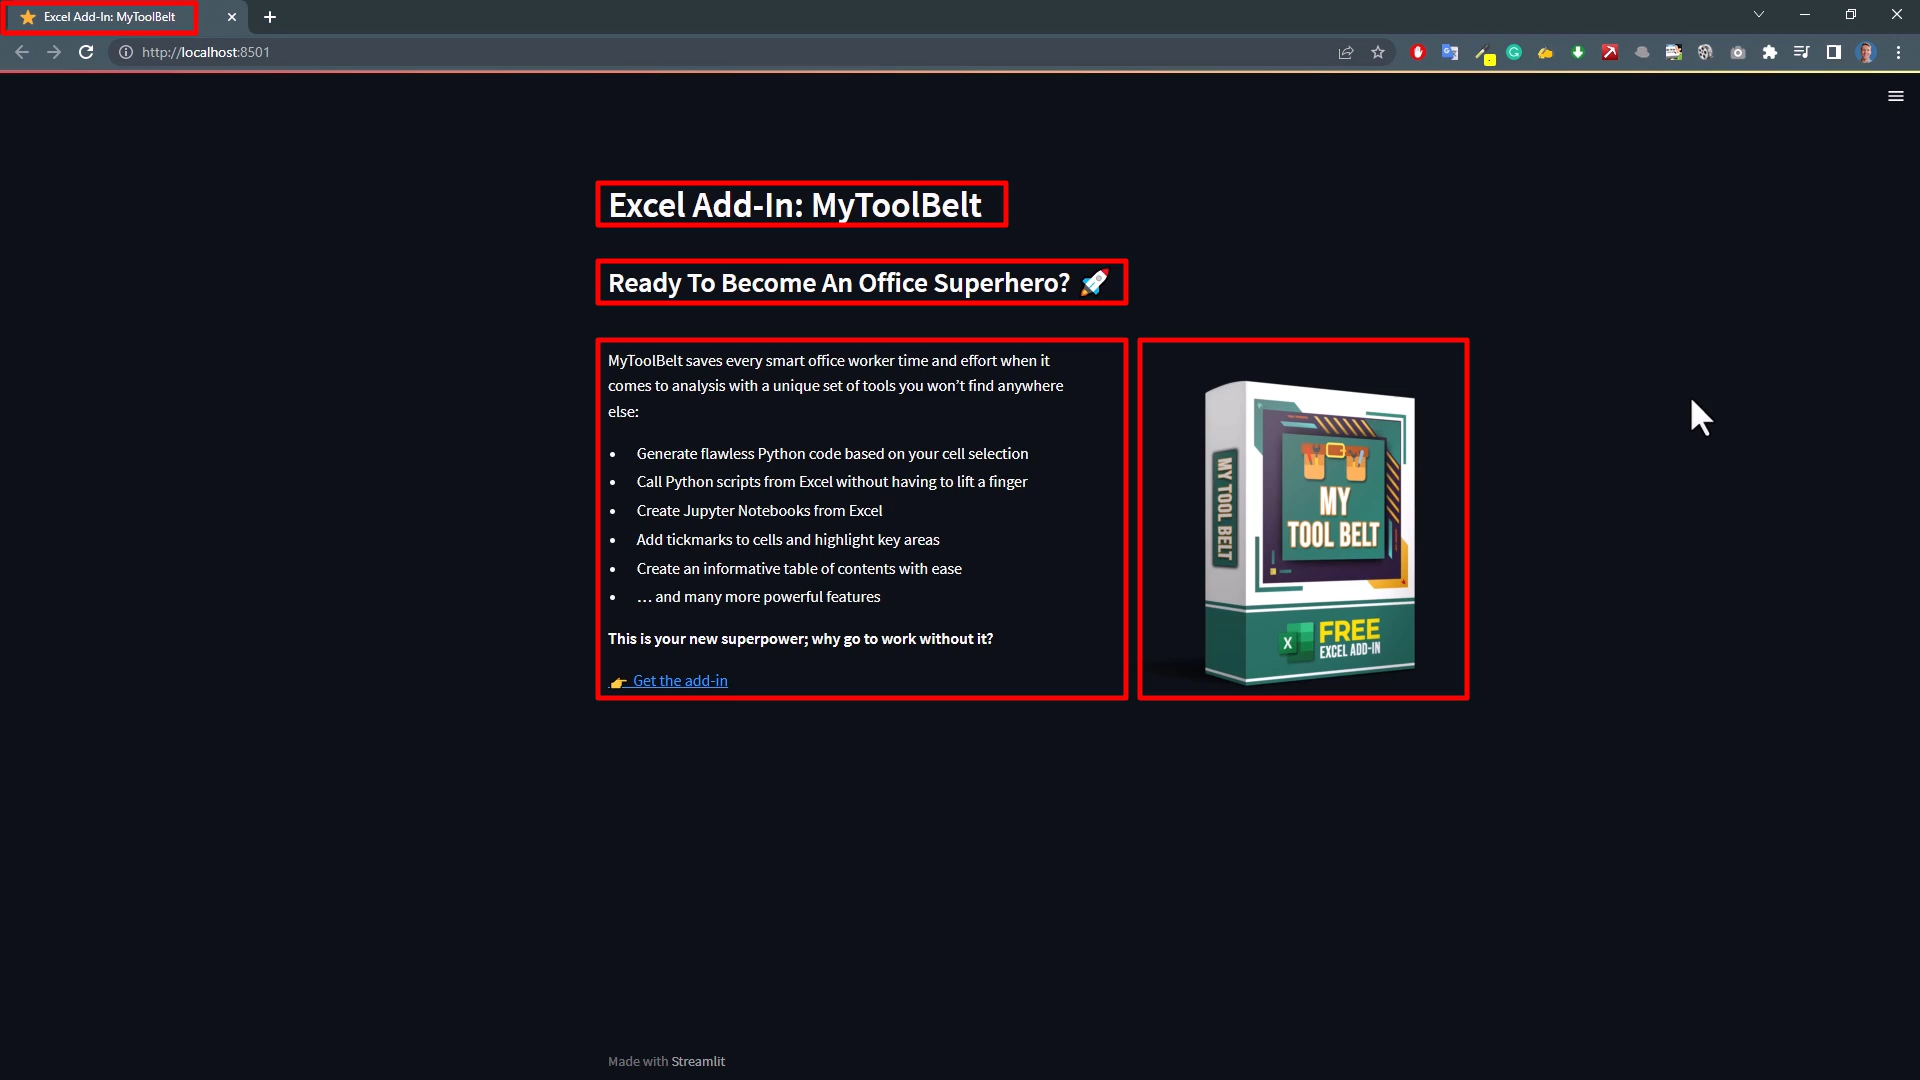 Excel Add-In: MyToolBelt
http://localhost:8501
Excel Add-In: MyToolBelt
Ready To Become An Office Superhero? 🚀
MyToolBelt saves every smart office worker time and effort when it
comes to analysis with a unique set of tools you won’t find anywhere
else:
• Generate flawless Python code based on your cell selection
• Call Python scripts from Excel without having to lift a finger
• Create Jupyter Notebooks from Excel
• Add tickmarks to cells and highlight key areas
• Create an informative table of contents with ease
• … and many more powerful features
This is your new superpower; why go to work without it?
👉 Get the add-in
MY TOOL BELT
MY
TOOL BELT
X
FREE
EXCEL ADD-IN
Made with Streamlit